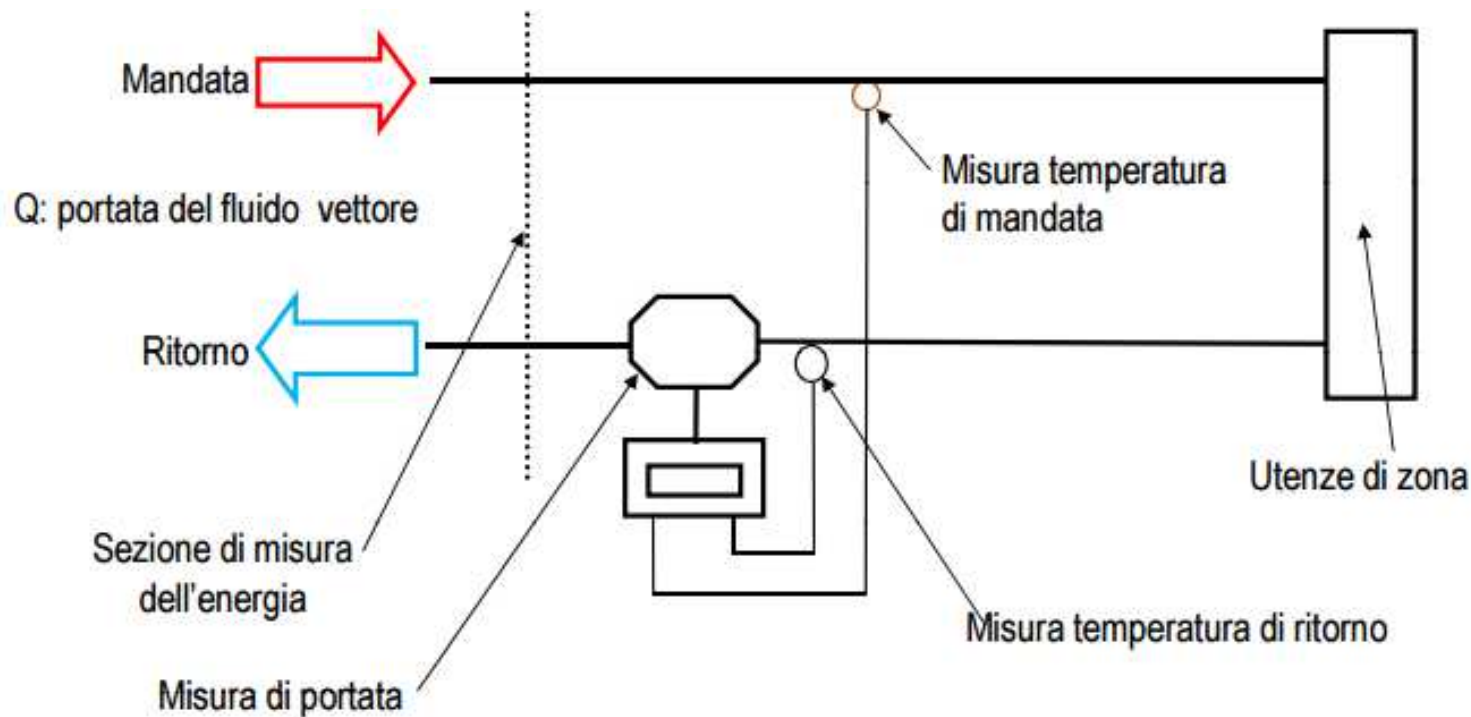 Mandata
Misura temperatura
di mandata
Q: portata del fluido vettore
Ritorno
Utenze di zona
Sezione di misura
dell'energia
Misura temperatura di ritorno
Misura di portata